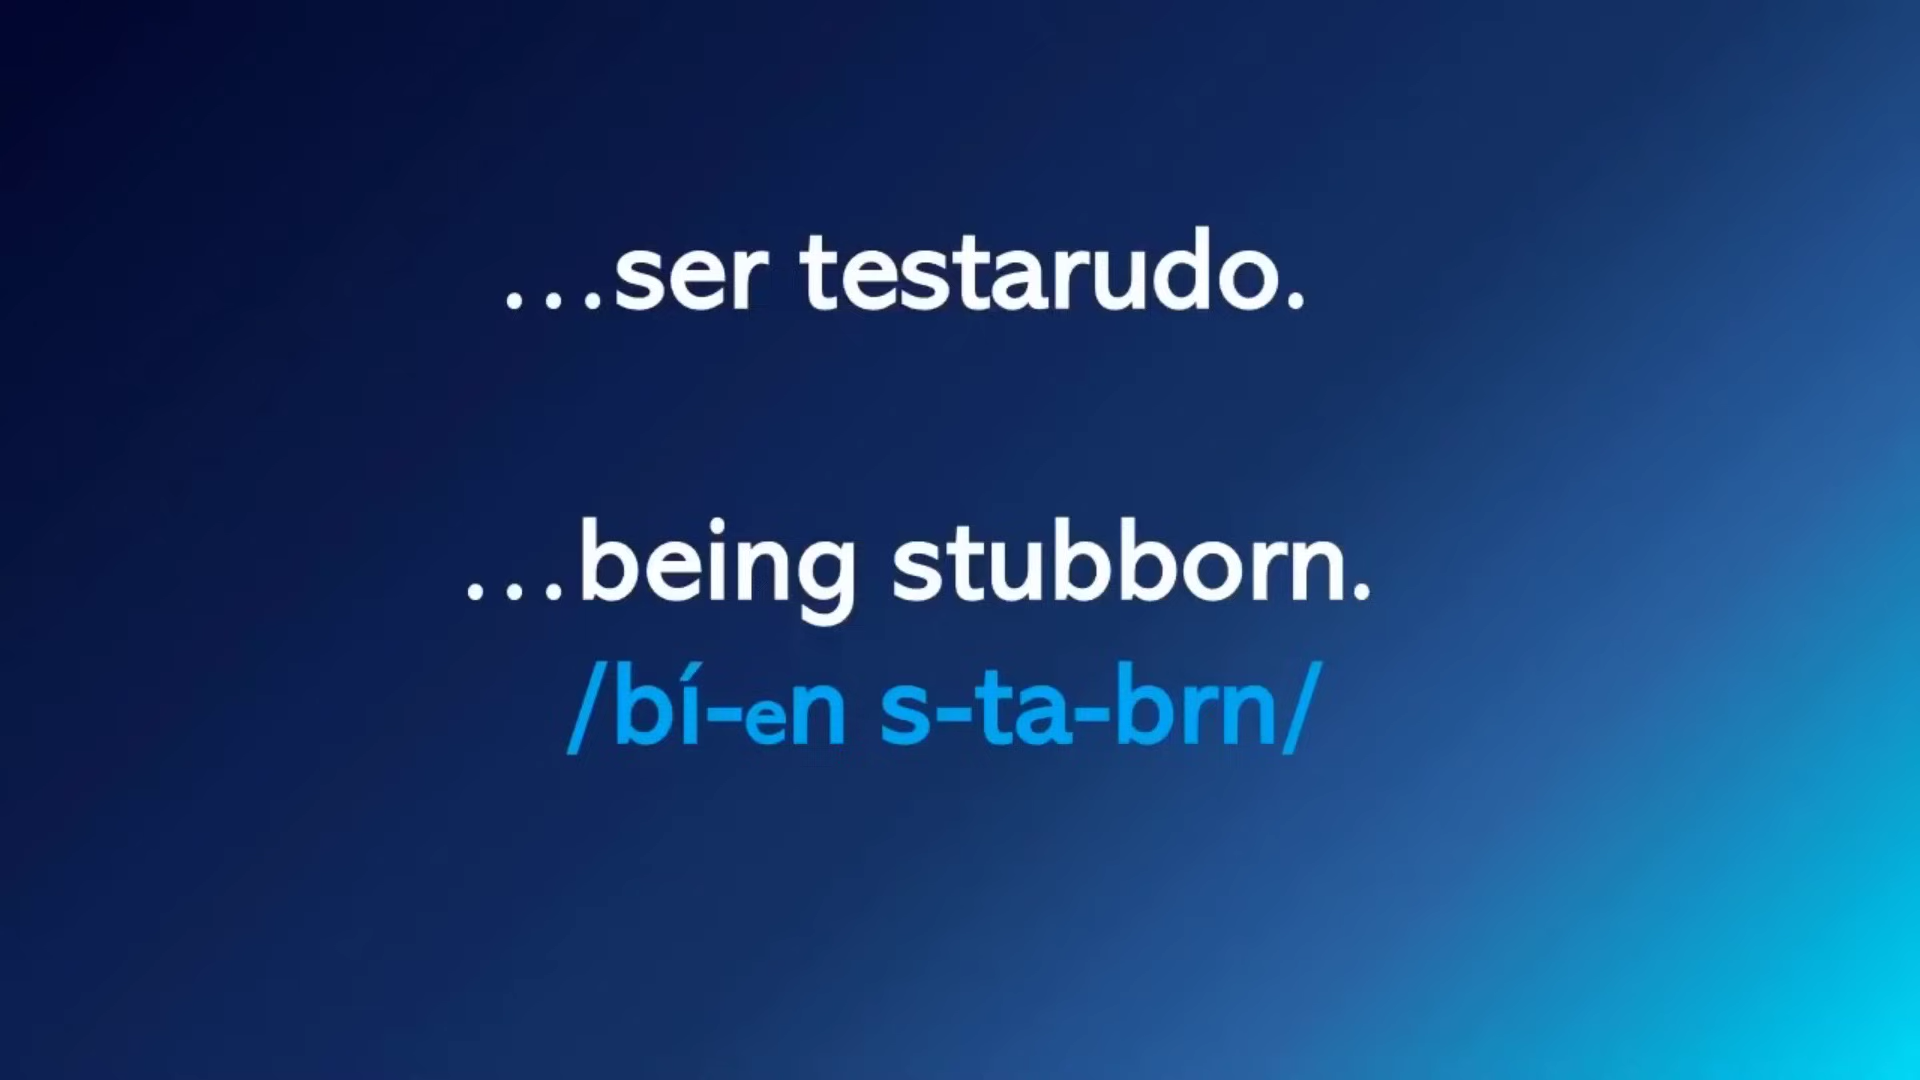 ...ser testarudo.
...being stubborn.
/bí-en s-ta-brn/